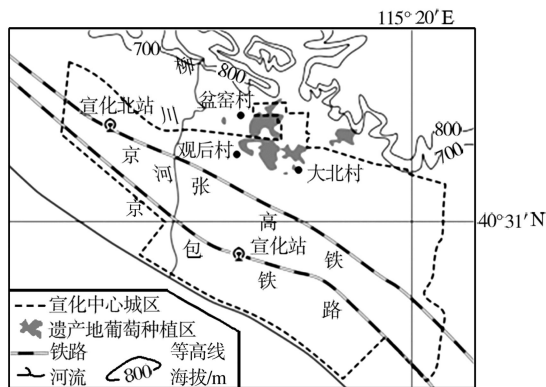 115°20′E
700
柳
800
700
盆窑村
宣化北站
川
800
700
京
观后村
河
张
大北村
京
高
40°31′N
包
宣化站
铁
铁
路
宣化中心城区
遗产地葡萄种植区
铁路
等高线
河流
800
海拔/m